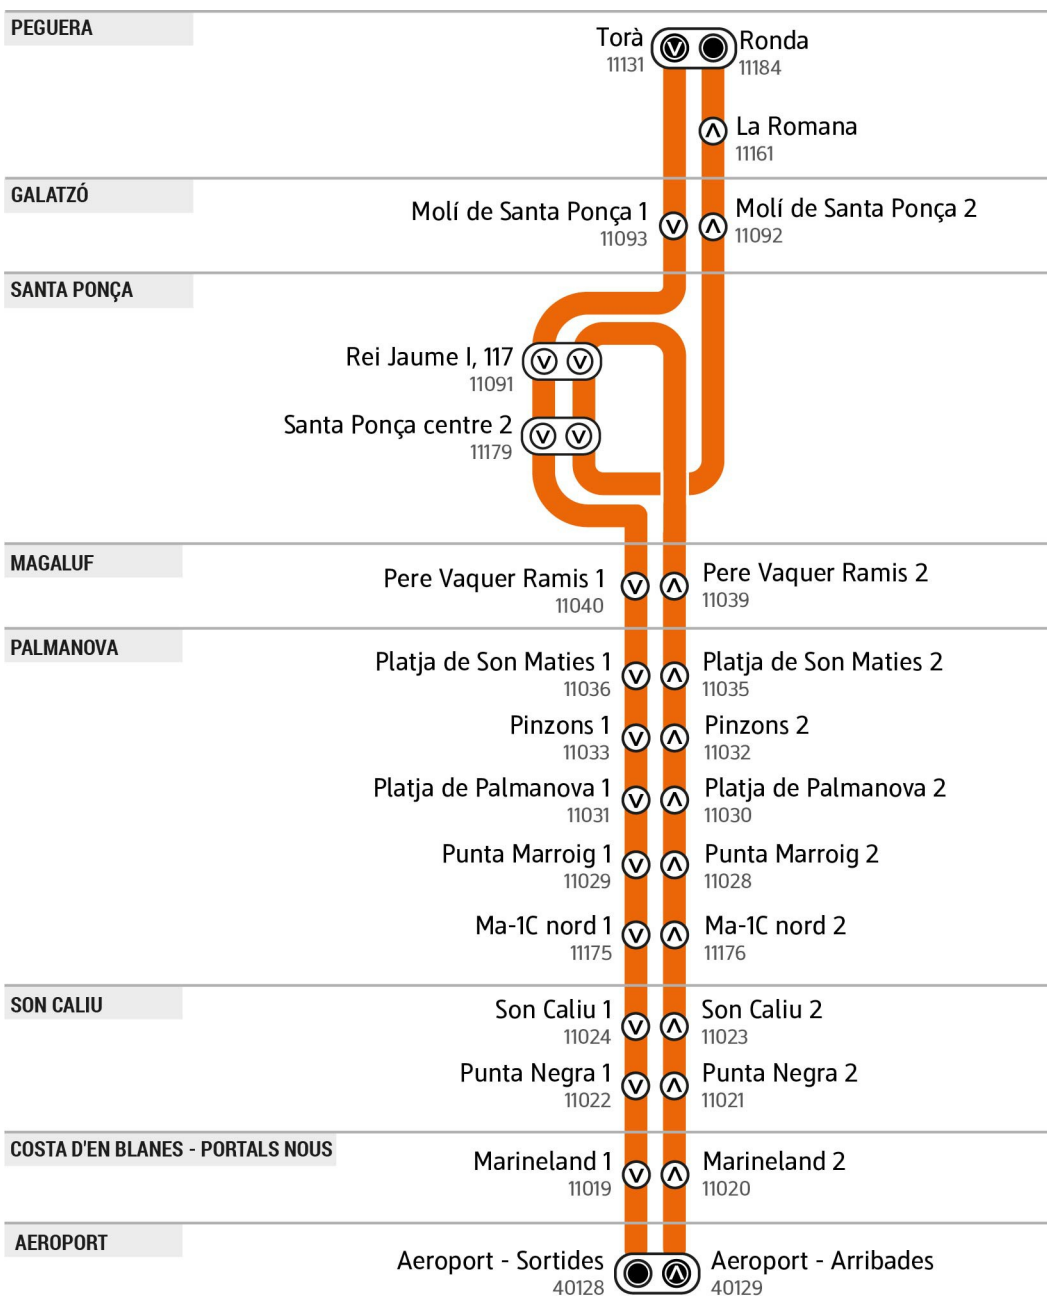 PEGUERA
Torà
11131
Ronda
11184
La Romana
11161
GALATZÓ
Molí de Santa Ponça 1
11093
Molí de Santa Ponça 2
11092
SANTA PONÇA
Rei Jaume I, 117
11091
Santa Ponça centre 2
11179
MAGALUF
Pere Vaquer Ramis 1
11040
Pere Vaquer Ramis 2
11039
PALMANOVA
Platja de Son Maties 1
11036
Platja de Son Maties 2
11035
Pinzons 1
11033
Pinzons 2
11032
Platja de Palmanova 1
11031
Platja de Palmanova 2
11030
Punta Marroig 1
11029
Punta Marroig 2
11028
Ma-1C nord 1
11175
Ma-1C nord 2
11176
SON CALIU
Son Caliu 1
11024
Son Caliu 2
11023
Punta Negra 1
11022
Punta Negra 2
11021
COSTA D'EN BLANES - PORTALS NOUS
Marineland 1
11019
Marineland 2
11020
AEROPORT
Aeroport - Sortides
40128
Aeroport - Arribades
40129